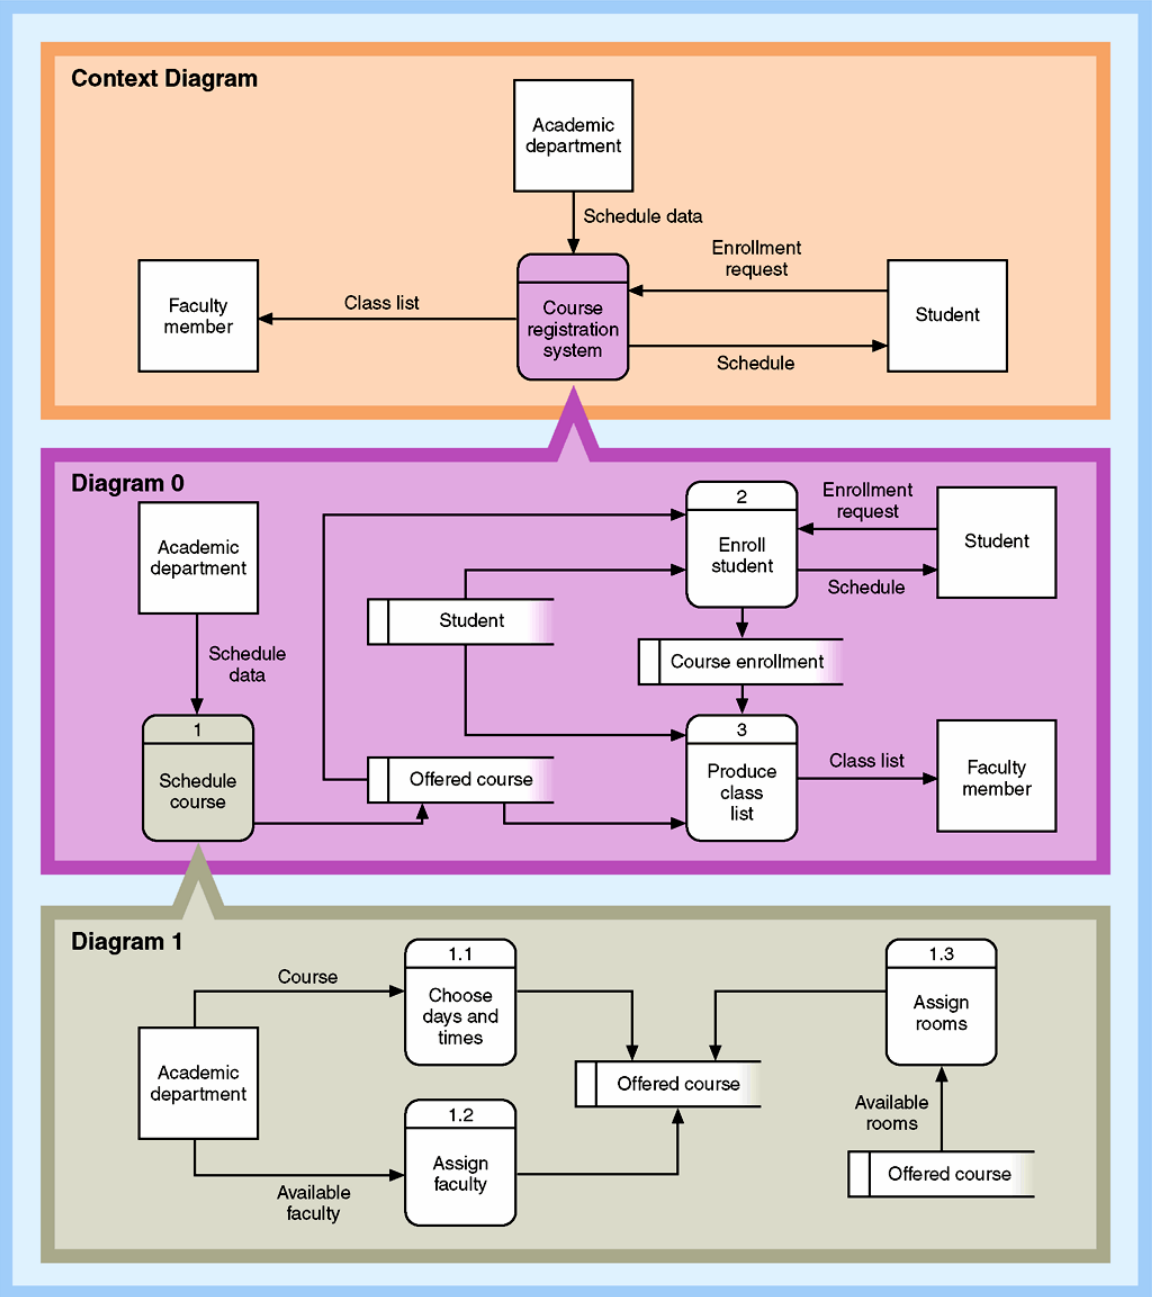 Context Diagram
Academic
department
Schedule data
Enrollment
request
Faculty
member
Class list
Course
registration
system
Student
Schedule
Diagram 0
Academic
department
Schedule
data
1
Schedule
course
Student
Offered course
2
Enroll
student
Enrollment
request
Student
Schedule
Course enrollment
3
Produce
class
list
Class list
Faculty
member
Diagram 1
Course
Academic
department
Available
faculty
1.1
Choose
days and
times
1.2
Assign
faculty
Offered course
1.3
Assign
rooms
Available
rooms
Offered course